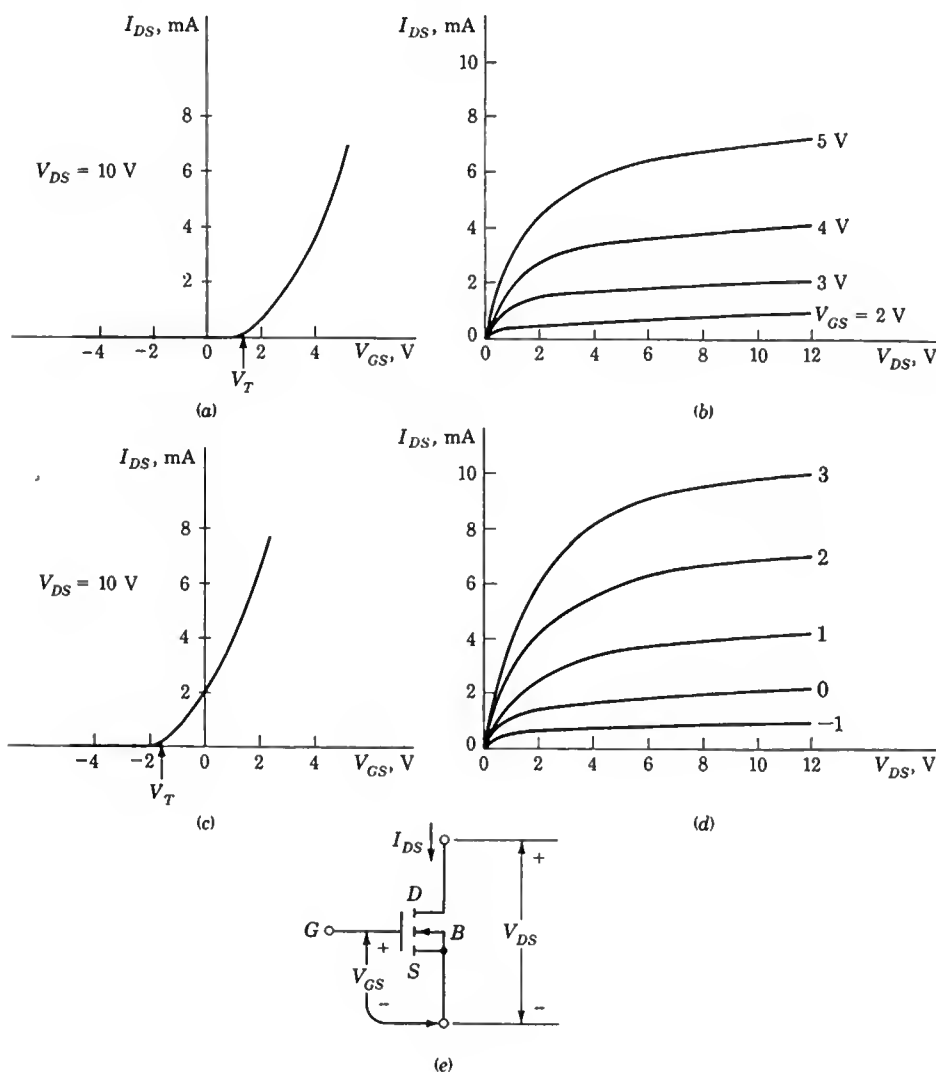 I_DS, mA
10
8
6
4
2
V_DS = 10 V
−4 −2 0 2 4 V_GS, V
V_T
(a)
I_DS, mA
10
8
6
4
2
0
5 V
4 V
3 V
V_GS = 2 V
0 2 4 6 8 10 12 V_DS, V
(b)
I_DS, mA
8
6
4
2
V_DS = 10 V
−4 −2 0 2 4 V_GS, V
V_T
(c)
I_DS, mA
10
8
6
4
2
0
3
2
1
0
−1
0 2 4 6 8 10 12 V_DS, V
(d)
I_DS
+
D
G
B
V_DS
+
S
V_GS
−
−
(e)